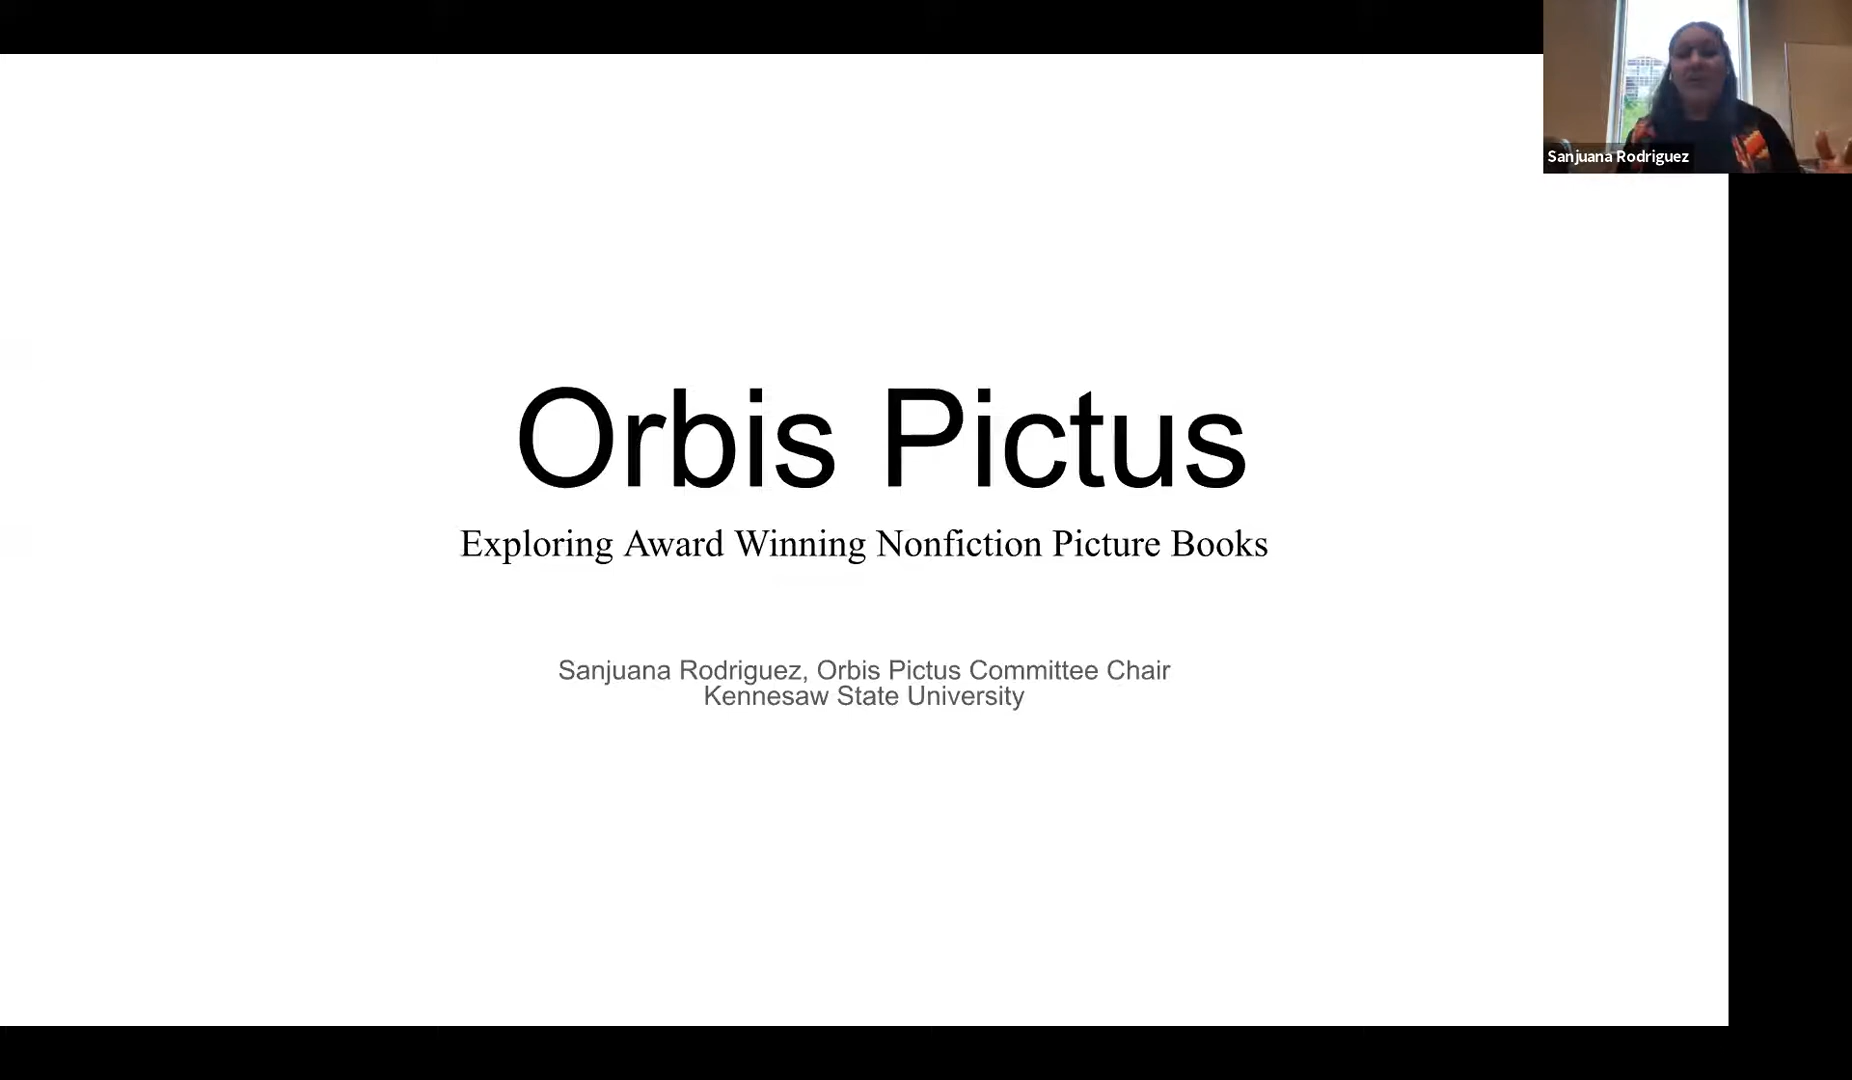 Sanjuana Rodriguez
Orbis Pictus
Exploring Award Winning Nonfiction Picture Books
Sanjuana Rodriguez, Orbis Pictus Committee Chair
Kennesaw State University